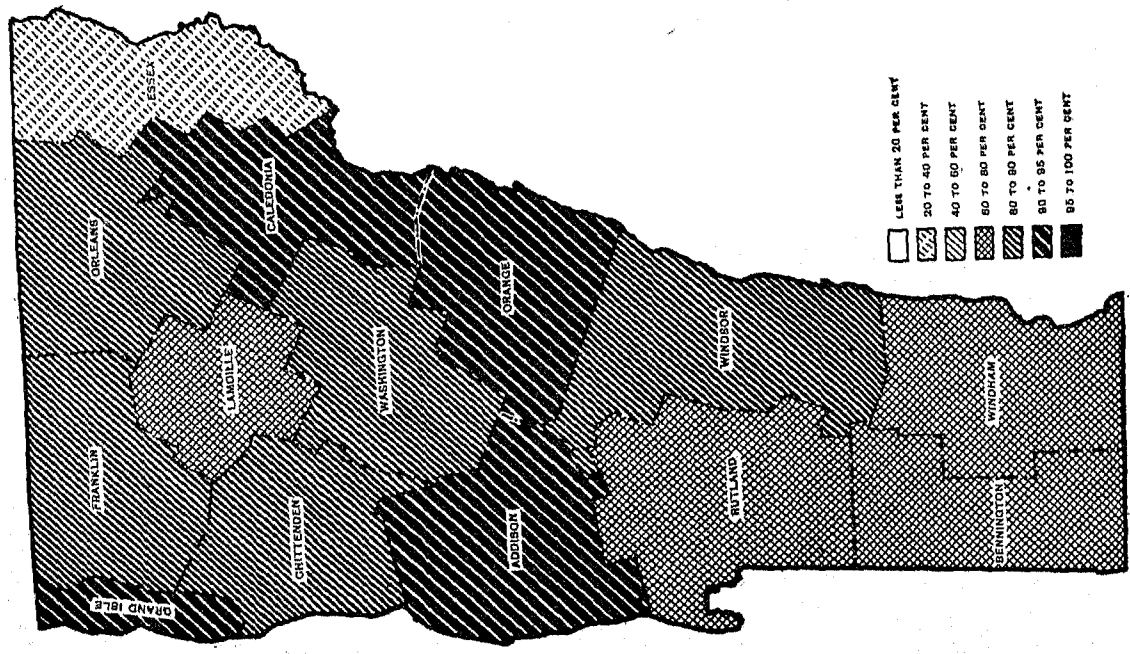 GRAND ISLE
FRANKLIN
ORLEANS
ESSEX
LAMOILLE
CALEDONIA
CHITTENDEN
WASHINGTON
ADDISON
ORANGE
RUTLAND
WINDSOR
BENNINGTON
WINDHAM
LESS THAN 20 PER CENT
20 TO 40 PER CENT
40 TO 60 PER CENT
60 TO 80 PER CENT
80 TO 90 PER CENT
90 TO 95 PER CENT
95 TO 100 PER CENT